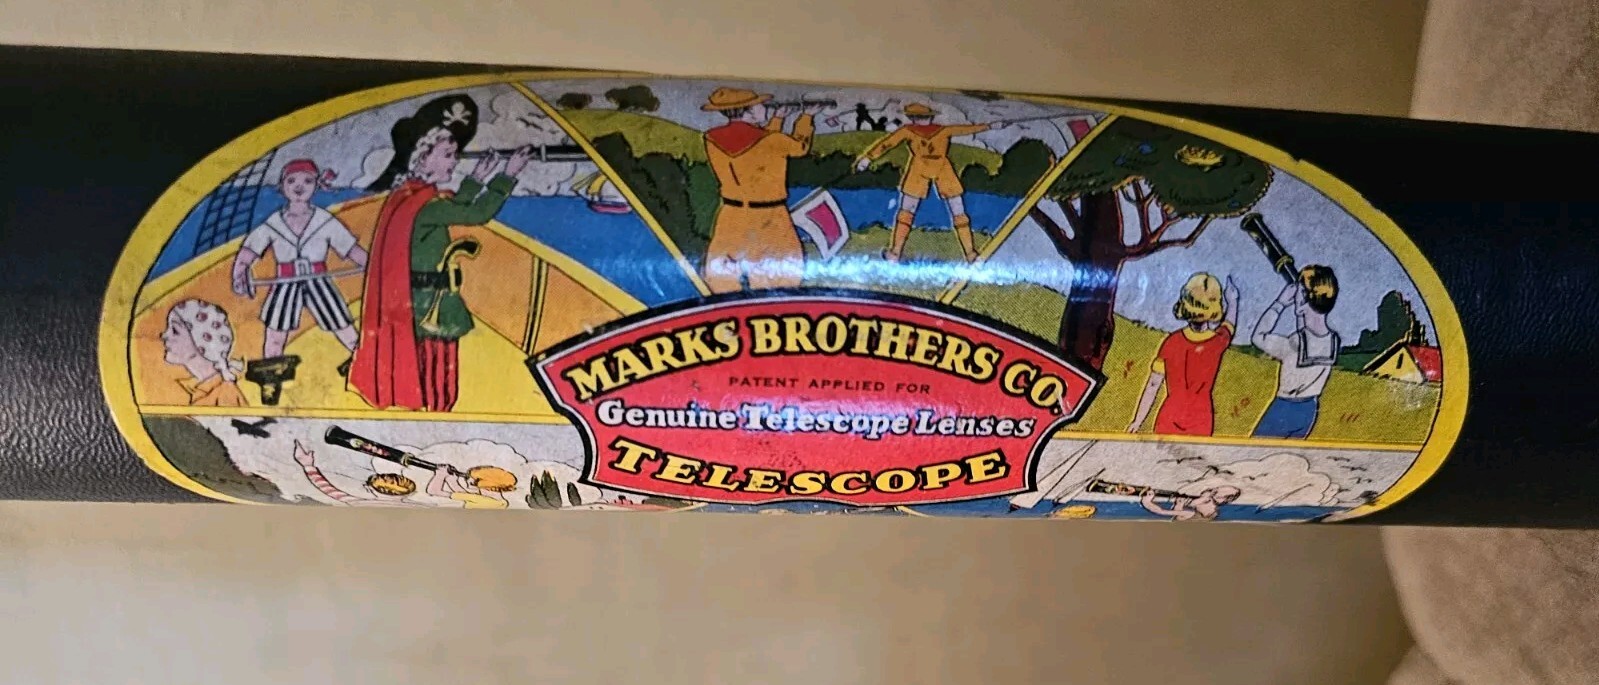 MARKS BROTHERS CO.
PATENT APPLIED FOR
Genuine Telescope Lenses
TELESCOPE